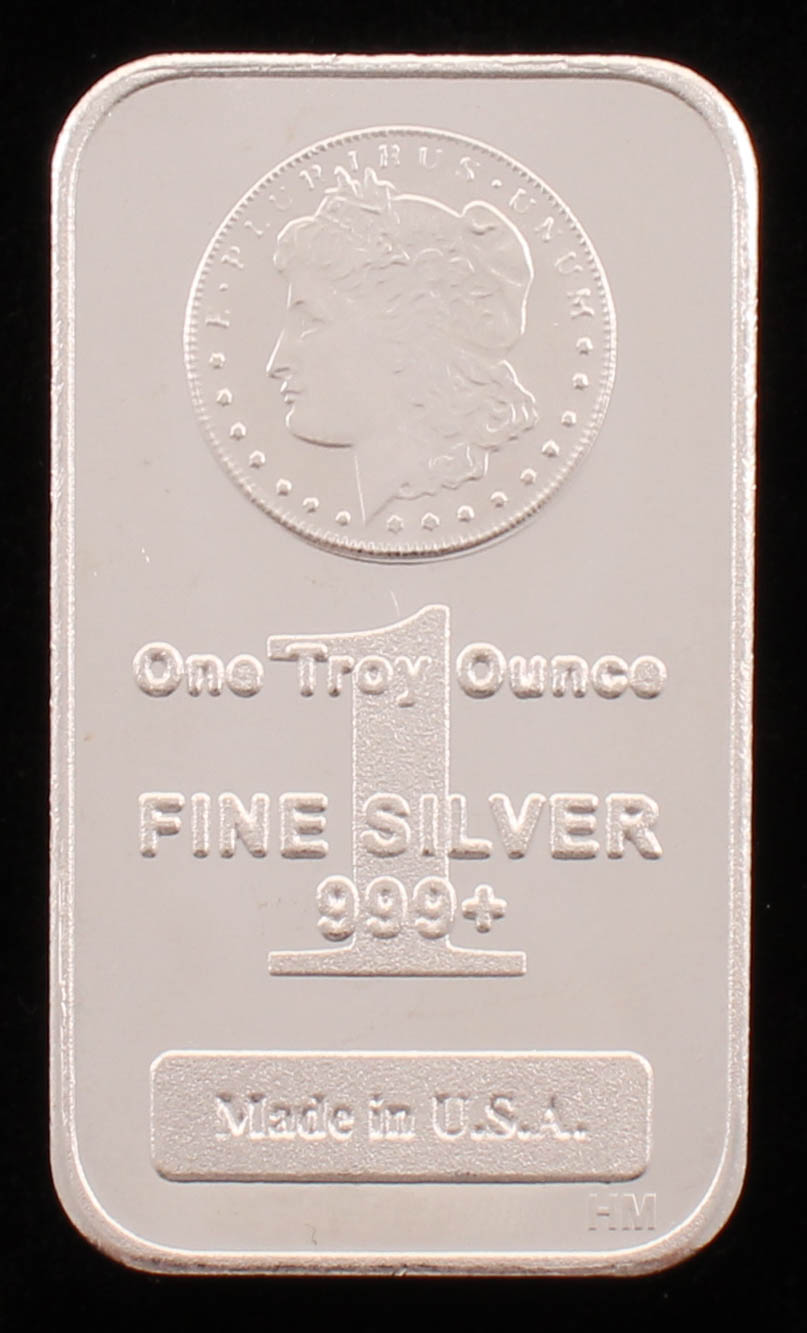 E · PLURIBUS · UNUM
1
One Troy Ounce
FINE SILVER
999+
Made in U.S.A.
HM